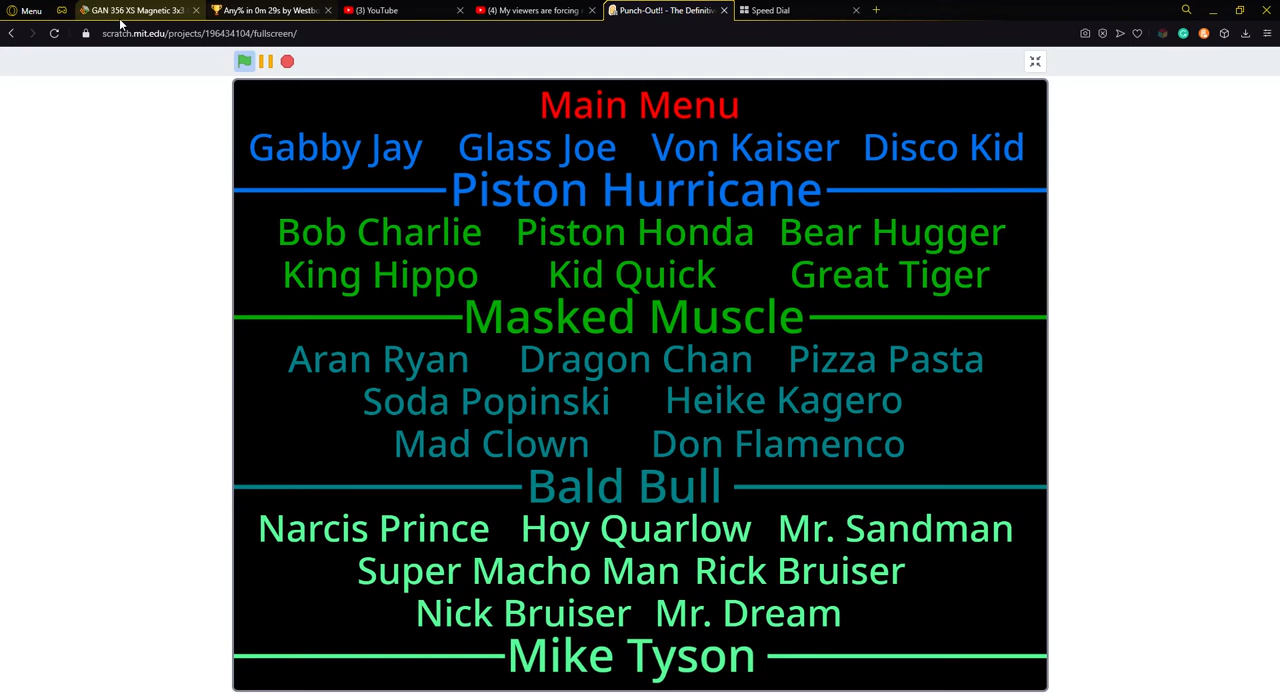 Menu
GAN 356 XS Magnetic 3x3
Any% in 0m 29s by Westbo
(3) YouTube
(4) My viewers are forcing
Punch-Out!! - The Definitiv
Speed Dial
scratch.mit.edu/projects/196434104/fullscreen/
Main Menu
Gabby Jay Glass Joe Von Kaiser Disco Kid
Piston Hurricane
Bob Charlie Piston Honda Bear Hugger
King Hippo Kid Quick Great Tiger
Masked Muscle
Aran Ryan Dragon Chan Pizza Pasta
Soda Popinski Heike Kagero
Mad Clown Don Flamenco
Bald Bull
Narcis Prince Hoy Quarlow Mr. Sandman
Super Macho Man Rick Bruiser
Nick Bruiser Mr. Dream
Mike Tyson